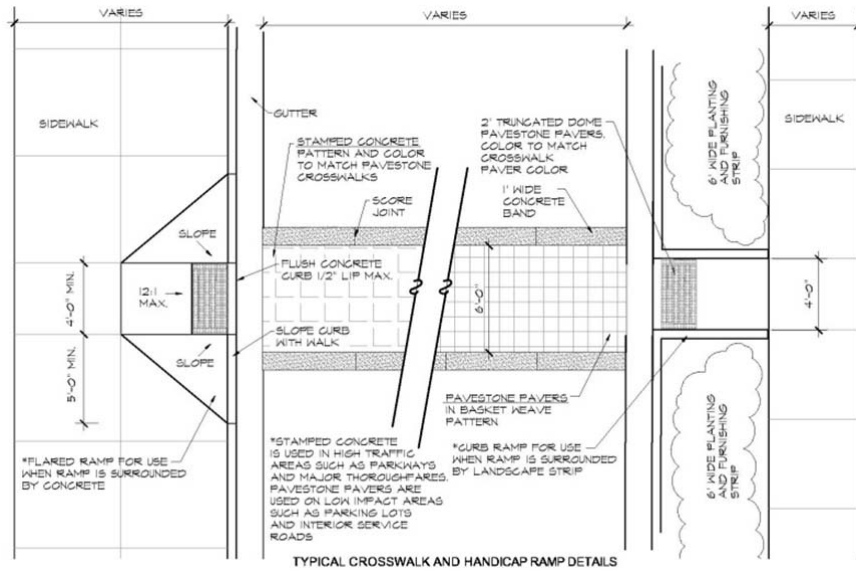 VARIES
VARIES
VARIES
SIDEWALK
GUTTER
STAMPED CONCRETE
PATTERN AND COLOR
TO MATCH PAVESTONE
CROSSWALKS
2' TRUNCATED DOME
PAVESTONE PAVERS.
COLOR TO MATCH
CROSSWALK
PAVER COLOR
6' WIDE PLANTING
AND FURNISHING
STRIP
SIDEWALK
SCORE
JOINT
1' WIDE
CONCRETE
BAND
SLOPE
FLUSH CONCRETE
CURB 1/2" LIP MAX.
4'-0" MIN.
12:1
MAX.
6'-0"
4'-0"
SLOPE CURB
WITH WALK
SLOPE
5'-0" MIN.
PAVESTONE PAVERS
IN BASKET WEAVE
PATTERN
*FLARED RAMP FOR USE
WHEN RAMP IS SURROUNDED
BY CONCRETE
*STAMPED CONCRETE
IS USED IN HIGH TRAFFIC
AREAS SUCH AS PARKWAYS
AND MAJOR THOROUGHFARES.
PAVESTONE PAVERS ARE
USED ON LOW IMPACT AREAS
SUCH AS PARKING LOTS
AND INTERIOR SERVICE
ROADS
*CURB RAMP FOR USE
WHEN RAMP IS SURROUNDED
BY LANDSCAPE STRIP
6' WIDE PLANTING
AND FURNISHING
STRIP
TYPICAL CROSSWALK AND HANDICAP RAMP DETAILS